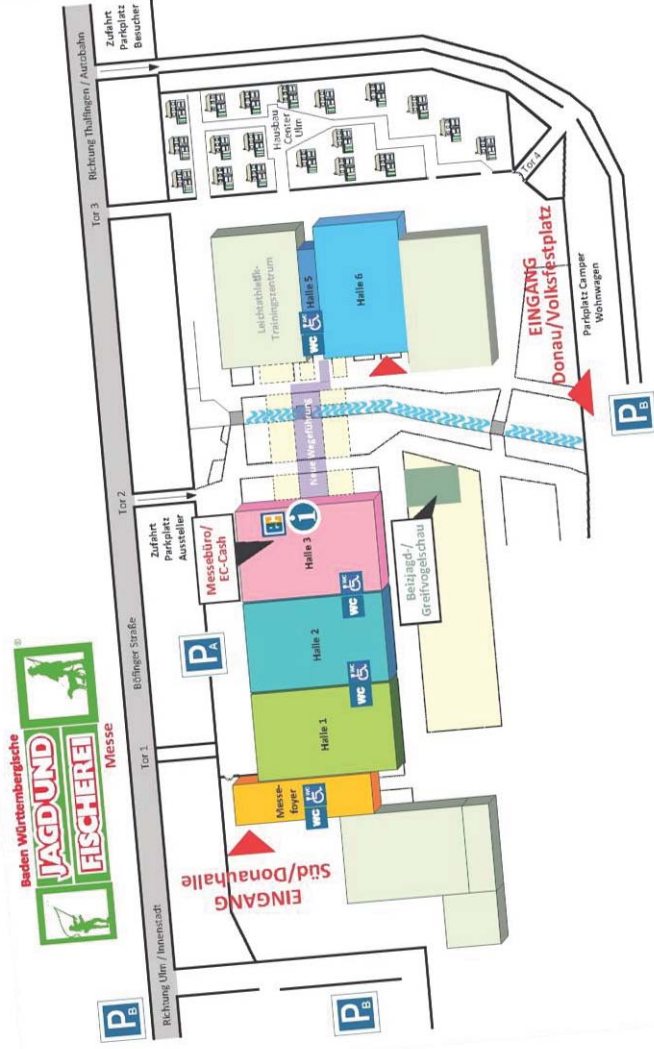 Baden Württembergische
JAGD UND
FISCHEREI
®
Messe
P B
Richtung Ulm / Innenstadt
Tor 1
Böfinger Straße
Tor 2
Tor 3
Richtung Thalfingen / Autobahn
Zufahrt
Parkplatz
Besucher
Zufahrt
Parkplatz
Aussteller
P A
P B
EINGANG
Süd/Donauhalle
Messe-
foyer
WC
Halle 1
WC
Halle 2
WC
Halle 3
Messebüro/
EC-Cash
i
Neue Wegeführung
Leichtathletik-
Trainingszentrum
Halle 5
WC
Halle 6
Hausbau
Center
Ulm
Beizjagd-/
Greifvogelschau
Tor 4
EINGANG
Donau/Volksfestplatz
Parkplatz Camper
Wohnwagen
P B